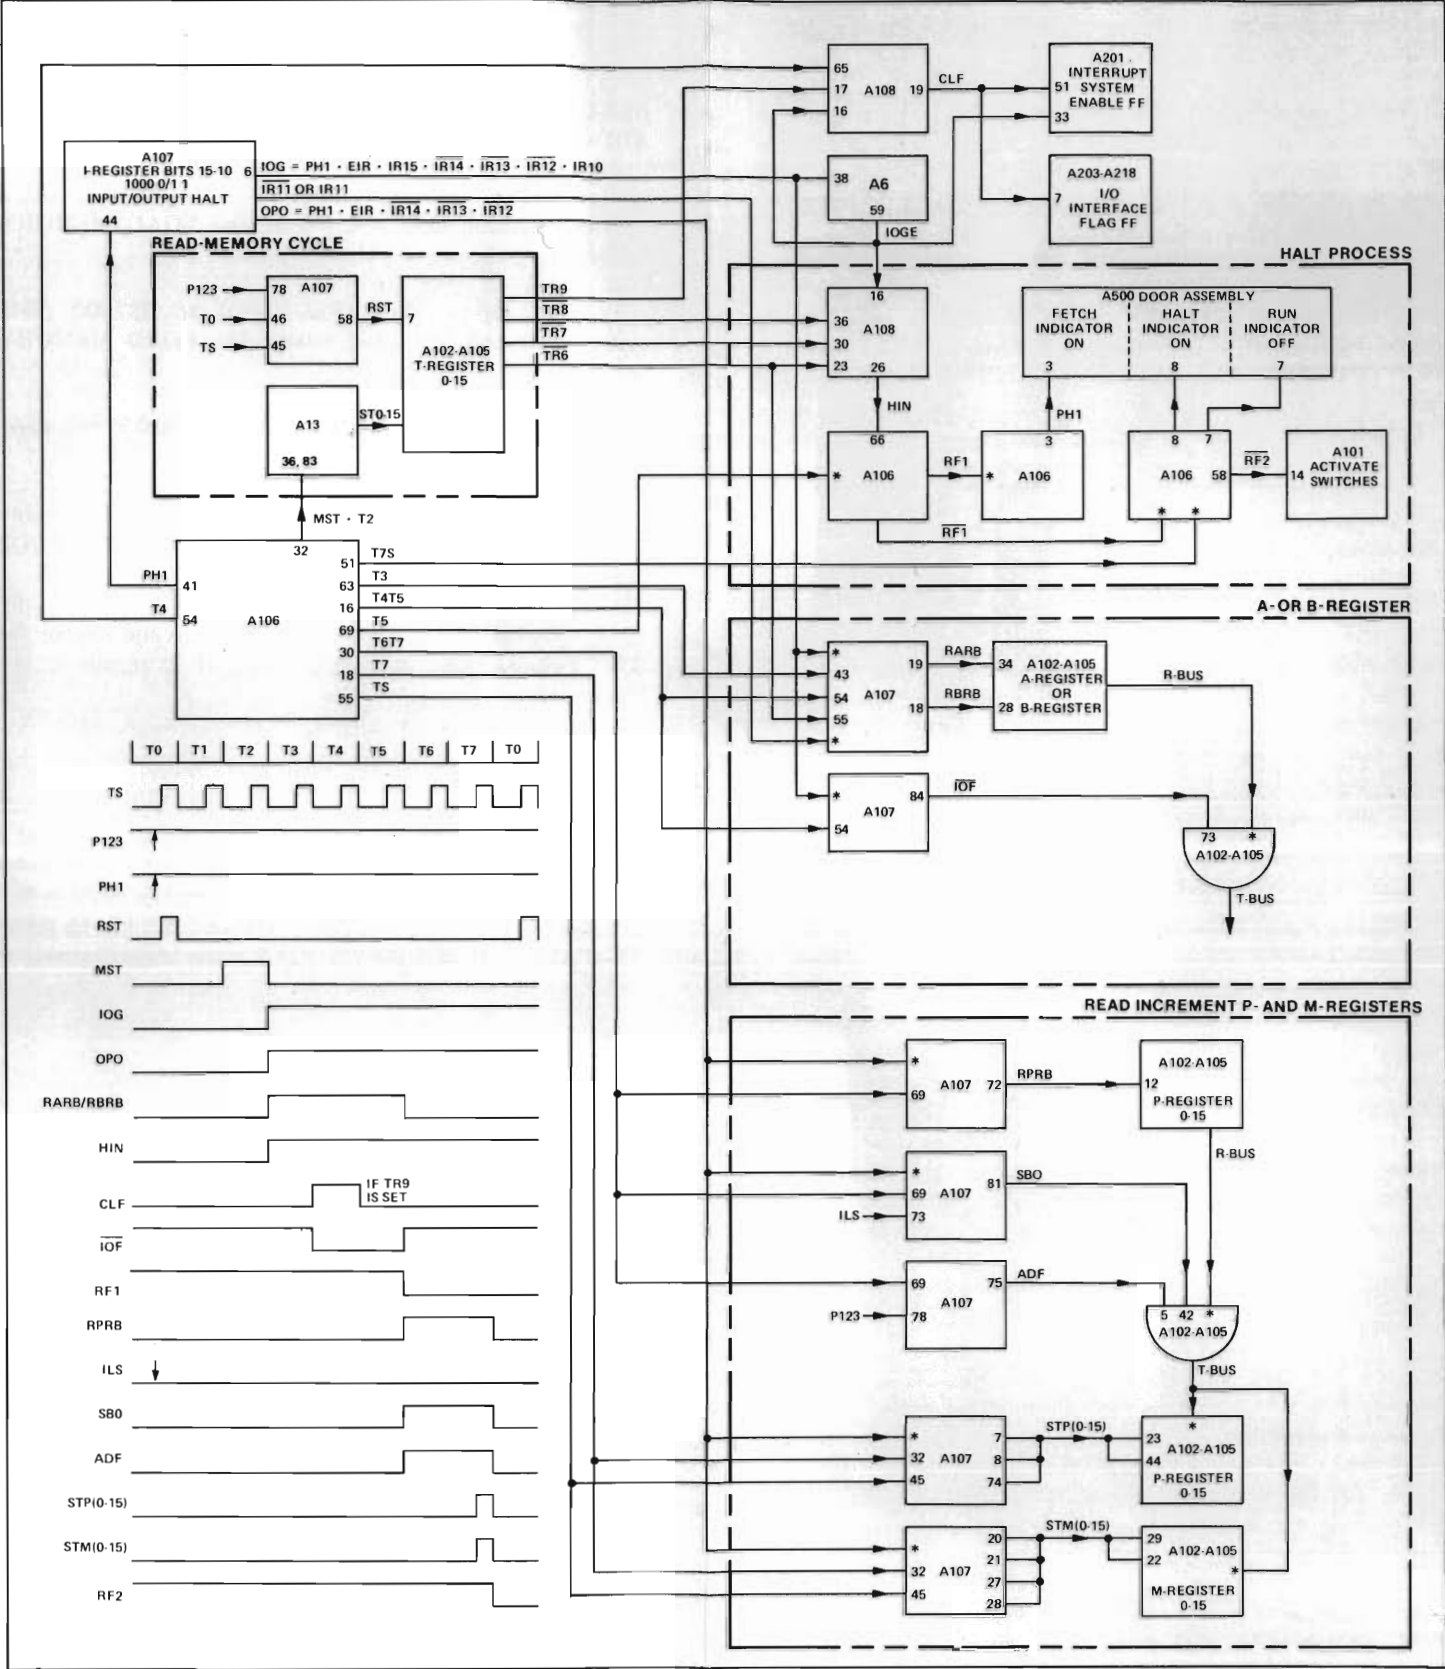 65
17 A108 19 CLF
16
A201
INTERRUPT
51 SYSTEM
ENABLE FF
33
A107
I-REGISTER BITS 15-10 6
1000 0/1 1
INPUT/OUTPUT HALT
44
IOG = PH1 · EIR · IR15 · IR14 · IR13 · IR12 · IR10
IR11 OR IR11
OPO = PH1 · EIR · IR14 · IR13 · IR12
38 A6
59
IOGE
A203-A218
7 I/O
INTERFACE
FLAG FF
READ-MEMORY CYCLE
P123 78 A107
T0 46 58 RST 7
TS 45
A102-A105
T-REGISTER
0-15
A13 ST0-15
36, 83
TR9
TR8
TR7
TR6
MST · T2
HALT PROCESS
16
36 A108
30
23 26
HIN
A500 DOOR ASSEMBLY
FETCH INDICATOR ON
3
HALT INDICATOR ON
8
RUN INDICATOR OFF
7
PH1
66
* A106 RF1
RF1
3
* A106
8 7
A106 58 RF2
* *
A101
14 ACTIVATE
SWITCHES
32
PH1 41
T4 54
A106
51 T7S
63 T3
16 T4T5
69 T5
30 T6T7
18 T7
55 TS
A-OR B-REGISTER
*
43
54 A107
55
*
19 RARB
18 RBRB
34 A102-A105
A-REGISTER
OR
28 B-REGISTER
R-BUS
* A107 84 IOF
54
73 *
A102-A105
T-BUS
T0 T1 T2 T3 T4 T5 T6 T7 T0
TS
P123
PH1
RST
MST
IOG
OPO
RARB/RBRB
HIN
CLF IF TR9
IS SET
IOF
RF1
RPRB
ILS
SB0
ADF
STP(0-15)
STM(0-15)
RF2
READ INCREMENT P- AND M-REGISTERS
*
A107 72 RPRB
69
A102-A105
12
P-REGISTER
0-15
R-BUS
*
69 A107 81 SBO
ILS 73
69 75 ADF
A107
P123 78
5 42 *
A102-A105
T-BUS
* 7 STP(0-15)
32 A107 8
45 74
*
23
A102-A105
44
P-REGISTER
0-15
* 20 STM(0-15)
21
32 A107 27
45 28
29
A102-A105
22
*
M-REGISTER
0-15